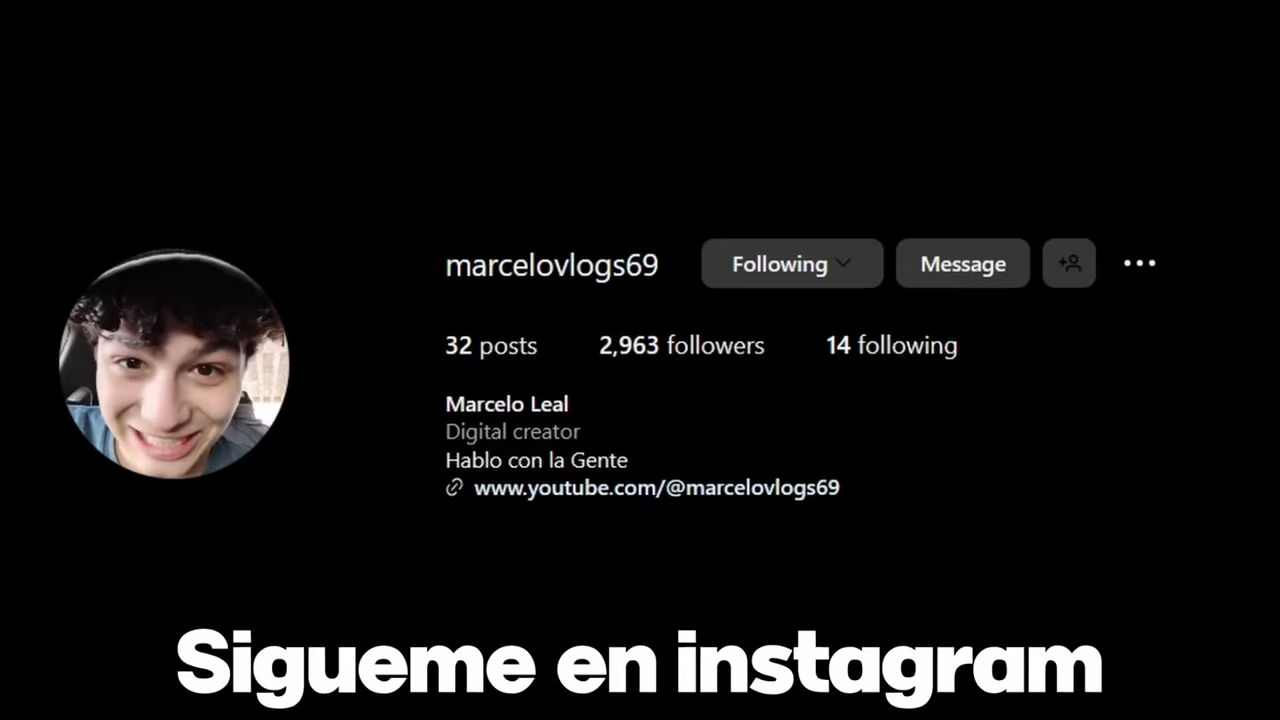 marcelovlogs69 Following Message
32 posts 2,963 followers 14 following
Marcelo Leal
Digital creator
Hablo con la Gente
www.youtube.com/@marcelovlogs69
Sigueme en instagram